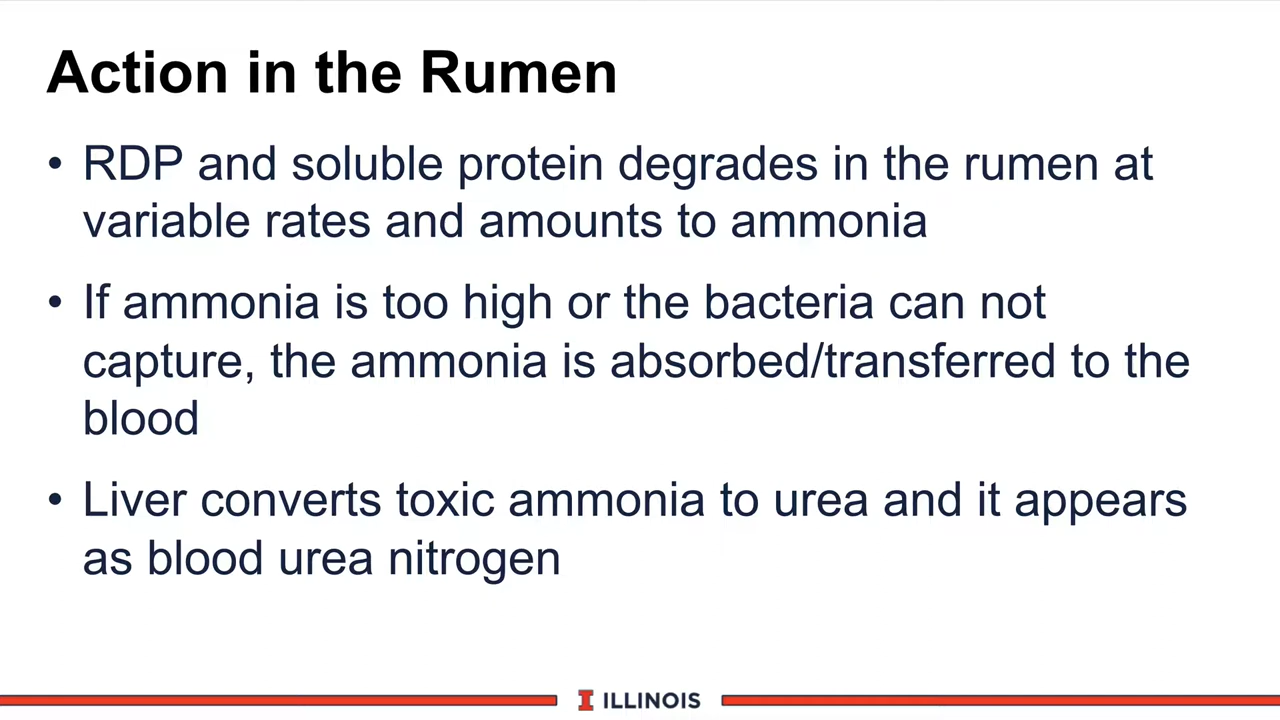 Action in the Rumen
• RDP and soluble protein degrades in the rumen at
variable rates and amounts to ammonia
• If ammonia is too high or the bacteria can not
capture, the ammonia is absorbed/transferred to the
blood
• Liver converts toxic ammonia to urea and it appears
as blood urea nitrogen
I ILLINOIS